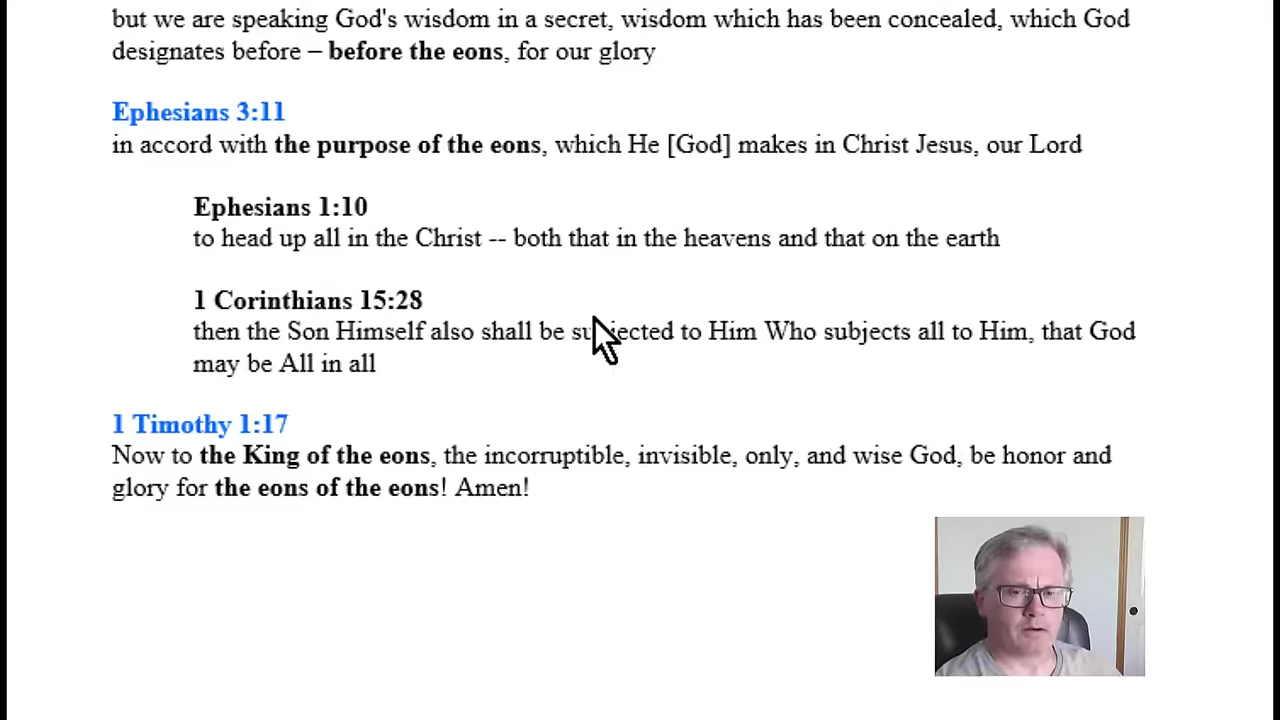 but we are speaking God's wisdom in a secret, wisdom which has been concealed, which God
designates before – before the eons, for our glory
Ephesians 3:11
in accord with the purpose of the eons, which He [God] makes in Christ Jesus, our Lord
Ephesians 1:10
to head up all in the Christ -- both that in the heavens and that on the earth
1 Corinthians 15:28
then the Son Himself also shall be subjected to Him Who subjects all to Him, that God
may be All in all
1 Timothy 1:17
Now to the King of the eons, the incorruptible, invisible, only, and wise God, be honor and
glory for the eons of the eons! Amen!